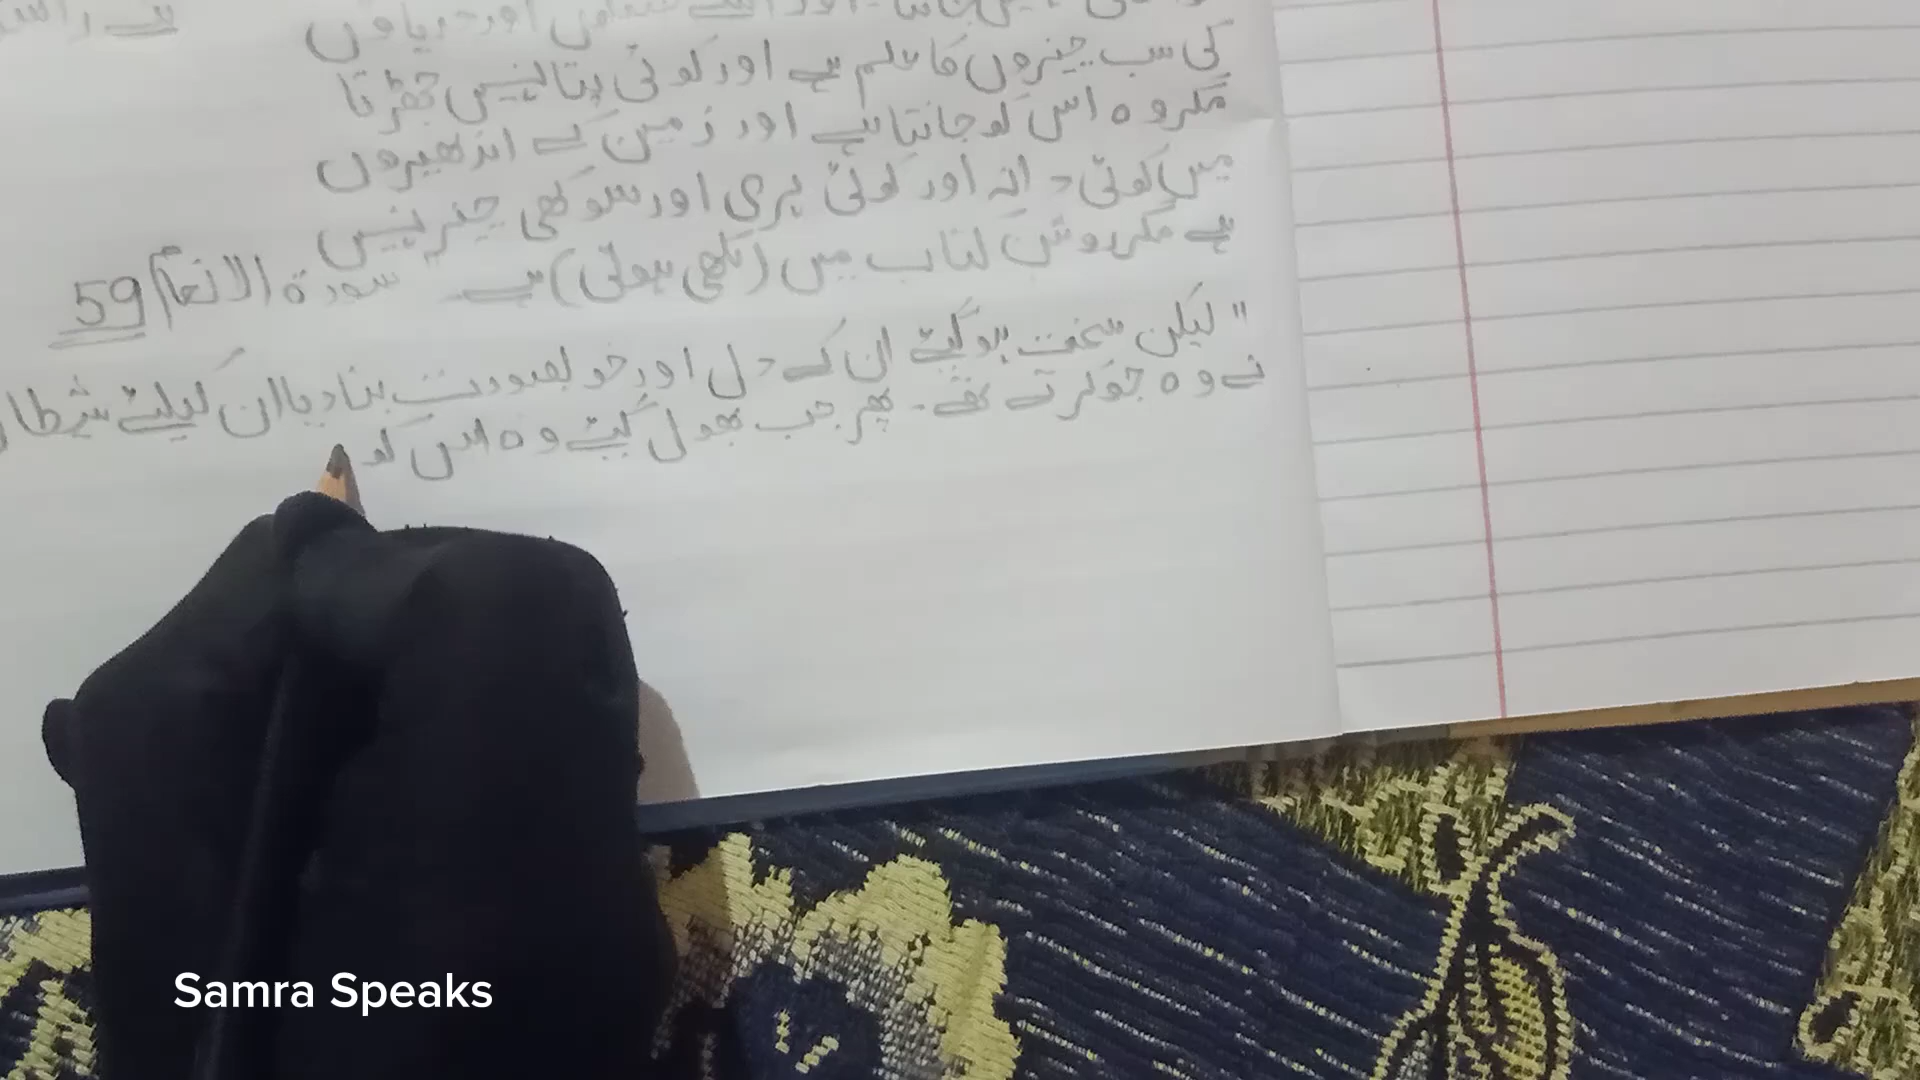 اور دریاؤں
کی سب چیزوں کا علم ہے اور کوئی پتا نہیں جھڑتا
مگر وہ اس کو جانتا ہے اور زمین کے اندھیروں
میں کوئی دانہ اور کوئی ہری اور سوکھی چیز نہیں
ہے مگر روشن کتاب میں (لکھی ہوئی) ہے۔" سورۃ الانعام 59
"لیکن سخت ہوگئے ان کے دل اور خوبصورت بنا دیا ان کیلئے
نے وہ جو کرتے تھے۔ پھر جب بھول گئے وہ اس کو
Samra Speaks